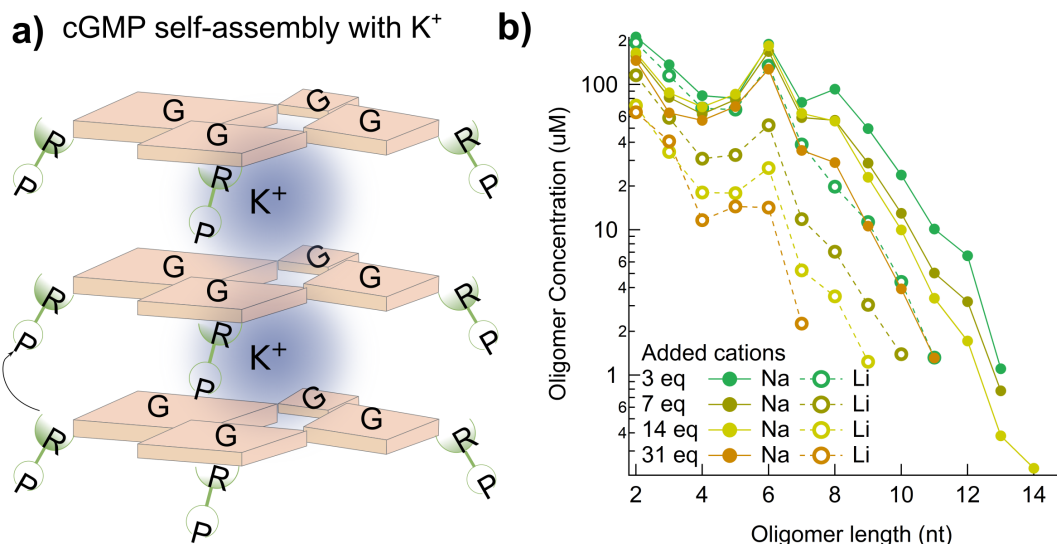 a) cGMP self-assembly with K⁺
G G G G
R R R
P P P
K⁺
G G G G
R R R
P P P
K⁺
G G G G
R R R
P P P
b)
Oligomer Concentration (uM)
2
100
6
4
2
10
6
4
2
1
6
4
Added cations
3 eq Na Li
7 eq Na Li
14 eq Na Li
31 eq Na Li
2 4 6 8 10 12 14
Oligomer length (nt)